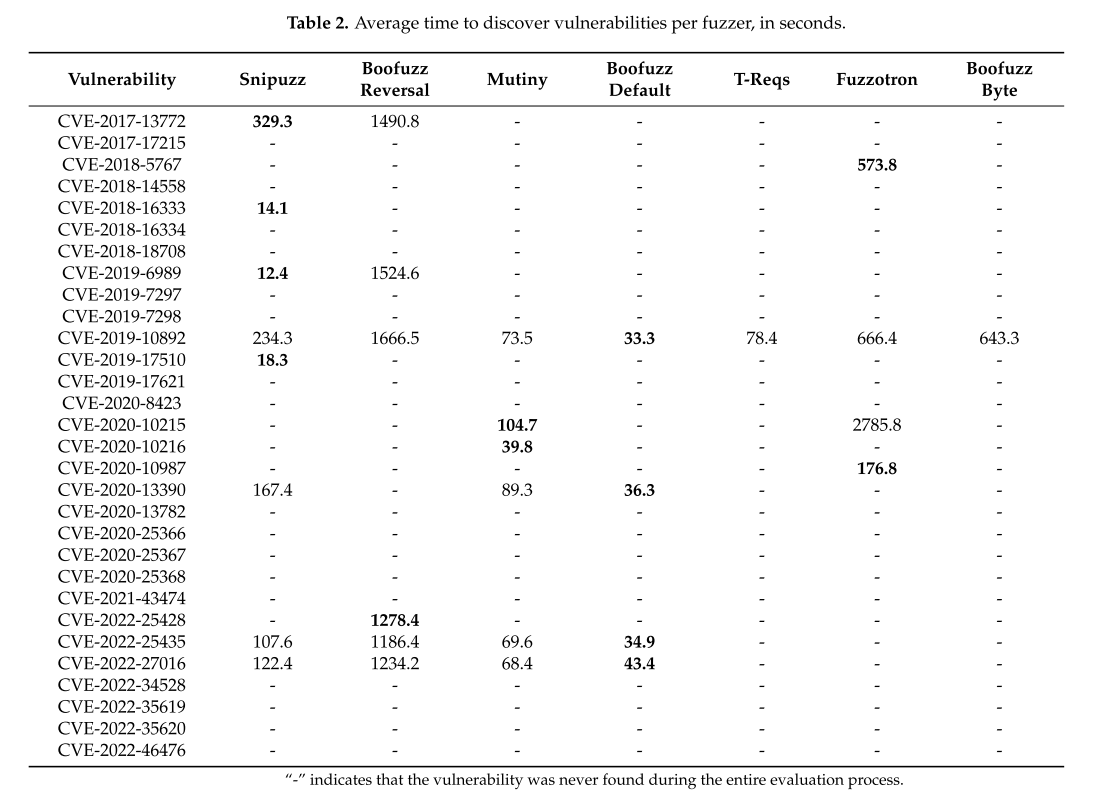 Table 2. Average time to discover vulnerabilities per fuzzer, in seconds.
Vulnerability Snipuzz Boofuzz Reversal Mutiny Boofuzz Default T-Reqs Fuzzotron Boofuzz Byte
CVE-2017-13772 329.3 1490.8 - - - - -
CVE-2017-17215 - - - - - - -
CVE-2018-5767 - - - - - 573.8 -
CVE-2018-14558 - - - - - - -
CVE-2018-16333 14.1 - - - - - -
CVE-2018-16334 - - - - - - -
CVE-2018-18708 - - - - - - -
CVE-2019-6989 12.4 1524.6 - - - - -
CVE-2019-7297 - - - - - - -
CVE-2019-7298 - - - - - - -
CVE-2019-10892 234.3 1666.5 73.5 33.3 78.4 666.4 643.3
CVE-2019-17510 18.3 - - - - - -
CVE-2019-17621 - - - - - - -
CVE-2020-8423 - - - - - - -
CVE-2020-10215 - - 104.7 - - 2785.8 -
CVE-2020-10216 - - 39.8 - - - -
CVE-2020-10987 - - - - - 176.8 -
CVE-2020-13390 167.4 - 89.3 36.3 - - -
CVE-2020-13782 - - - - - - -
CVE-2020-25366 - - - - - - -
CVE-2020-25367 - - - - - - -
CVE-2020-25368 - - - - - - -
CVE-2021-43474 - - - - - - -
CVE-2022-25428 - 1278.4 - - - - -
CVE-2022-25435 107.6 1186.4 69.6 34.9 - - -
CVE-2022-27016 122.4 1234.2 68.4 43.4 - - -
CVE-2022-34528 - - - - - - -
CVE-2022-35619 - - - - - - -
CVE-2022-35620 - - - - - - -
CVE-2022-46476 - - - - - - -
“-” indicates that the vulnerability was never found during the entire evaluation process.